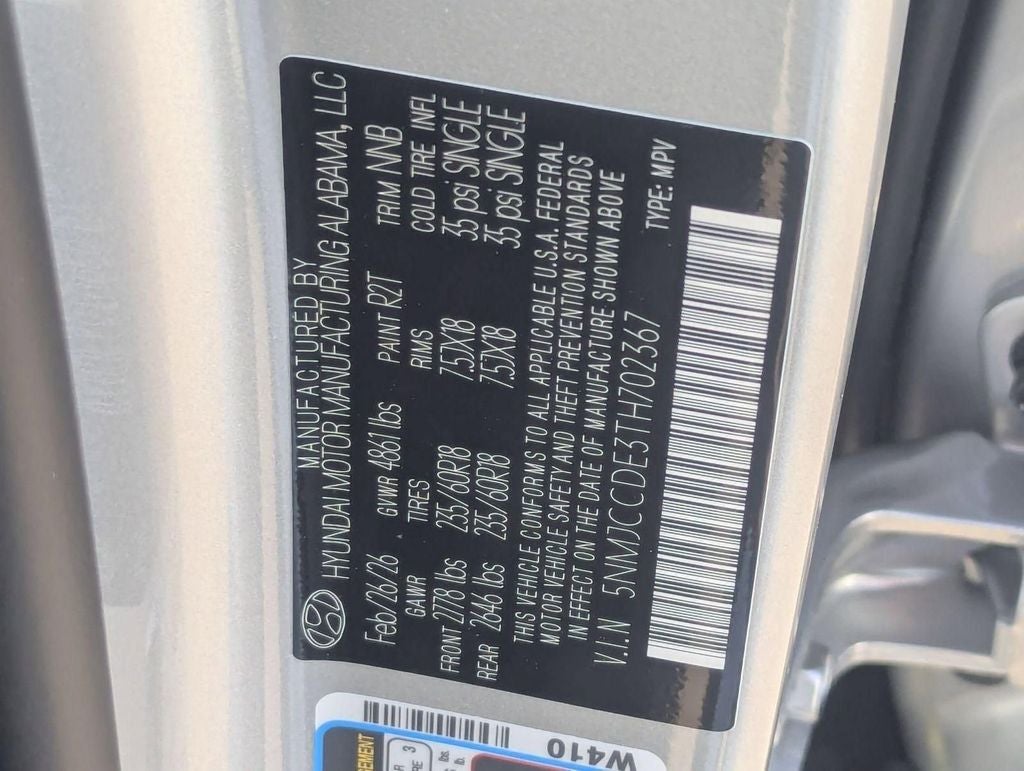 MANUFACTURED BY
HYUNDAI MOTOR MANUFACTURING ALABAMA, LLC
Feb/26/26 GVWR 4861 lbs PAINT R2T TRIM NNB
GAWR TIRES RIMS COLD TIRE INFL
FRONT 2778 lbs 235/60R18 7.5JX18 35 psi SINGLE
REAR 2646 lbs 235/60R18 7.5JX18 35 psi SINGLE
THIS VEHICLE CONFORMS TO ALL APPLICABLE U.S.A. FEDERAL
MOTOR VEHICLE SAFETY AND THEFT PREVENTION STANDARDS
IN EFFECT ON THE DATE OF MANUFACTURE SHOWN ABOVE
V.I.N 5NMJCCDE3TH702367 TYPE: MPV
W410